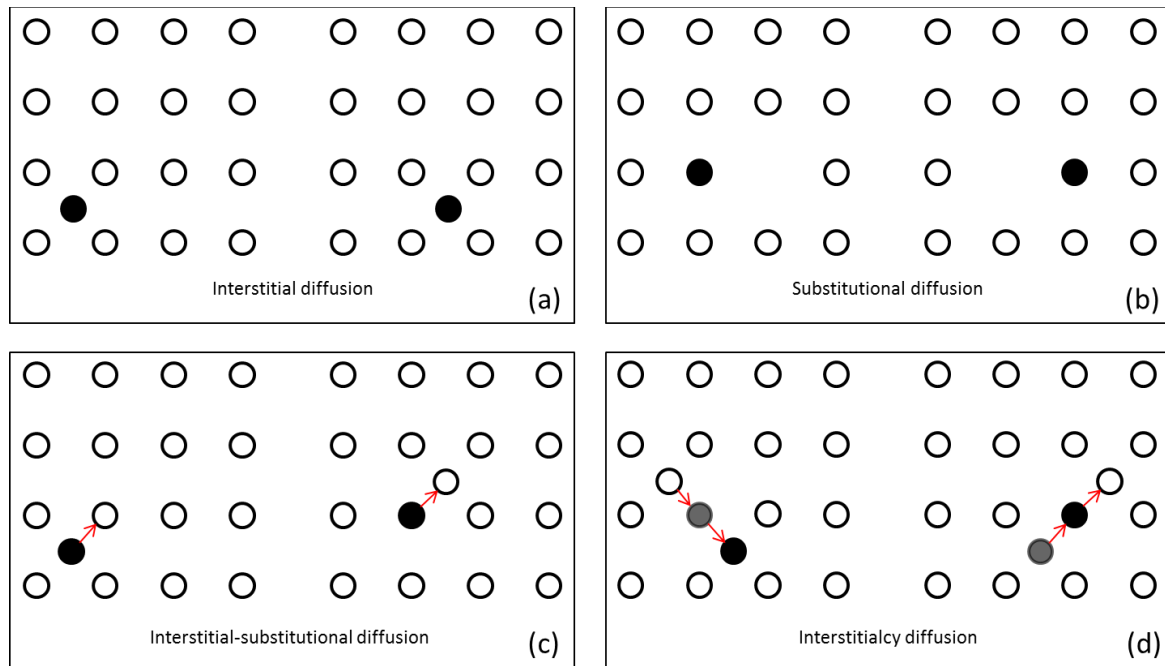 Interstitial diffusion
(a)
Substitutional diffusion
(b)
Interstitial-substitutional diffusion
(c)
Interstitialcy diffusion
(d)